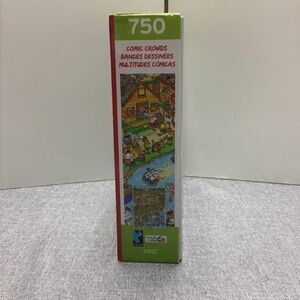 750
COMIC CROWDS
BANDES DESSINÉES
MULTITUDES CÓMICAS